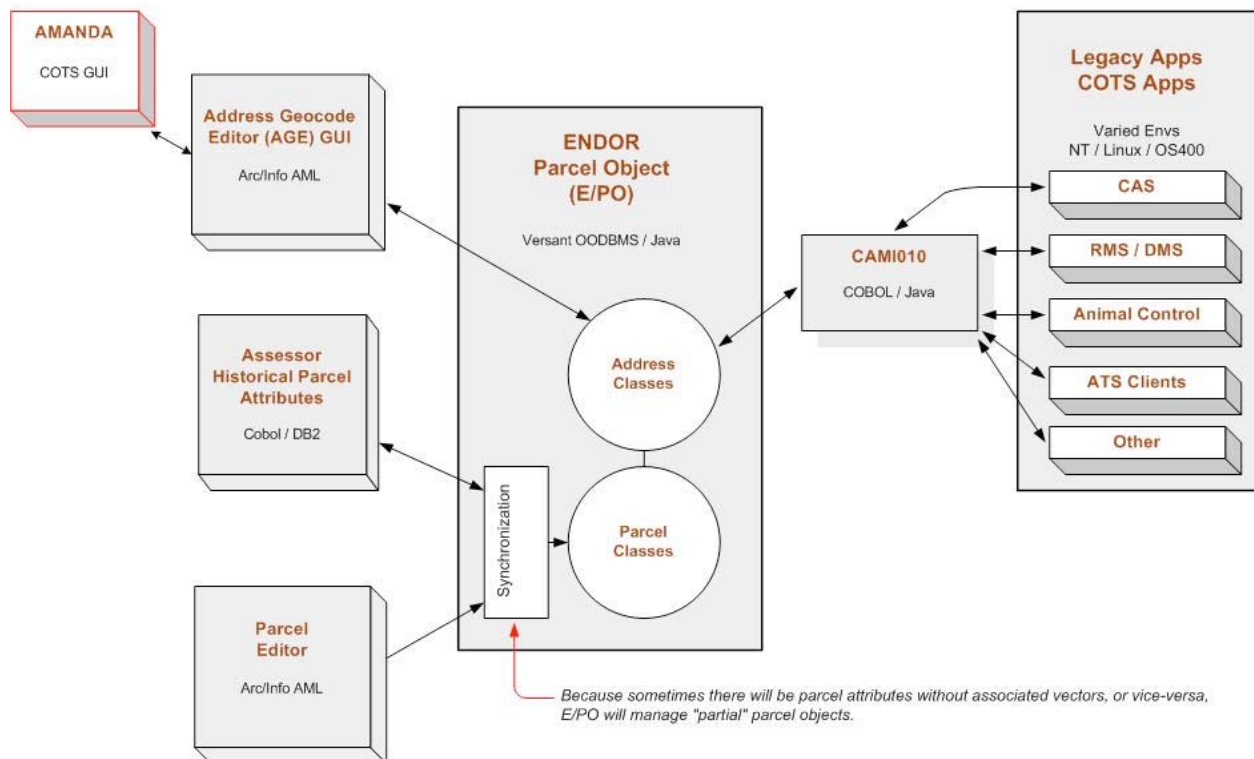 AMANDA
COTS GUI
Address Geocode
Editor (AGE) GUI
Arc/Info AML
Assessor
Historical Parcel
Attributes
Cobol / DB2
Parcel
Editor
Arc/Info AML
ENDOR
Parcel Object
(E/PO)
Versant OODBMS / Java
Address
Classes
Synchronization
Parcel
Classes
Because sometimes there will be parcel attributes without associated vectors, or vice-versa,
E/PO will manage "partial" parcel objects.
CAMI010
COBOL / Java
Legacy Apps
COTS Apps
Varied Envs
NT / Linux / OS400
CAS
RMS / DMS
Animal Control
ATS Clients
Other